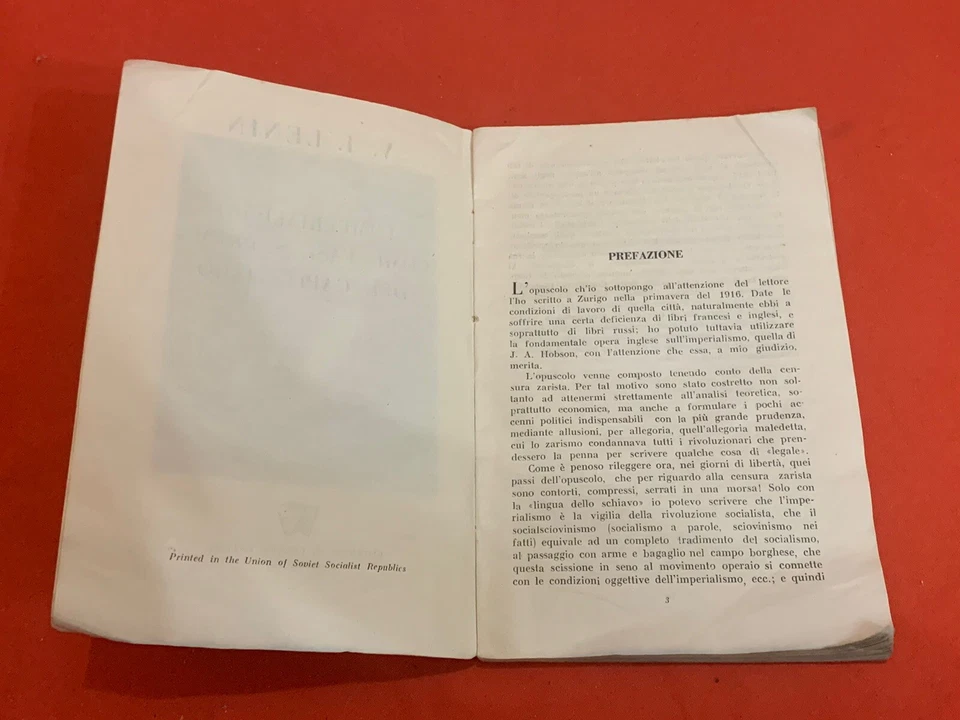 V. I. LENIN
Printed in the Union of Soviet Socialist Republics
PREFAZIONE
L'opuscolo ch'io sottopongo all'attenzione del lettore
l'ho scritto a Zurigo nella primavera del 1916. Date le
condizioni di lavoro di quella città, naturalmente ebbi a
soffrire una certa deficienza di libri francesi e inglesi, e
soprattutto di libri russi; ho potuto tuttavia utilizzare
la fondamentale opera inglese sull'imperialismo, quella di
J. A. Hobson, con l'attenzione che essa, a mio giudizio,
merita.
L'opuscolo venne composto tenendo conto della cen-
sura zarista. Per tal motivo sono stato costretto non sol-
tanto ad attenermi strettamente all'analisi teoretica, so-
prattutto economica, ma anche a formulare i pochi ac-
cenni politici indispensabili con la più grande prudenza,
mediante allusioni, per allegoria, quell'allegoria maledetta,
cui lo zarismo condannava tutti i rivoluzionari che pren-
dessero la penna per scrivere qualche cosa di «legale».
Come è penoso rileggere ora, nei giorni di libertà, quei
passi dell'opuscolo, che per riguardo alla censura zarista
sono contorti, compressi, serrati in una morsa! Solo con
la «lingua dello schiavo» io potevo scrivere che l'impe-
rialismo è la vigilia della rivoluzione socialista, che il
socialsciovinismo (socialismo a parole, sciovinismo nei
fatti) equivale ad un completo tradimento del socialismo,
al passaggio con arme e bagaglio nel campo borghese, che
questa scissione in seno al movimento operaio si connette
con le condizioni oggettive dell'imperialismo, ecc.; e quindi
3